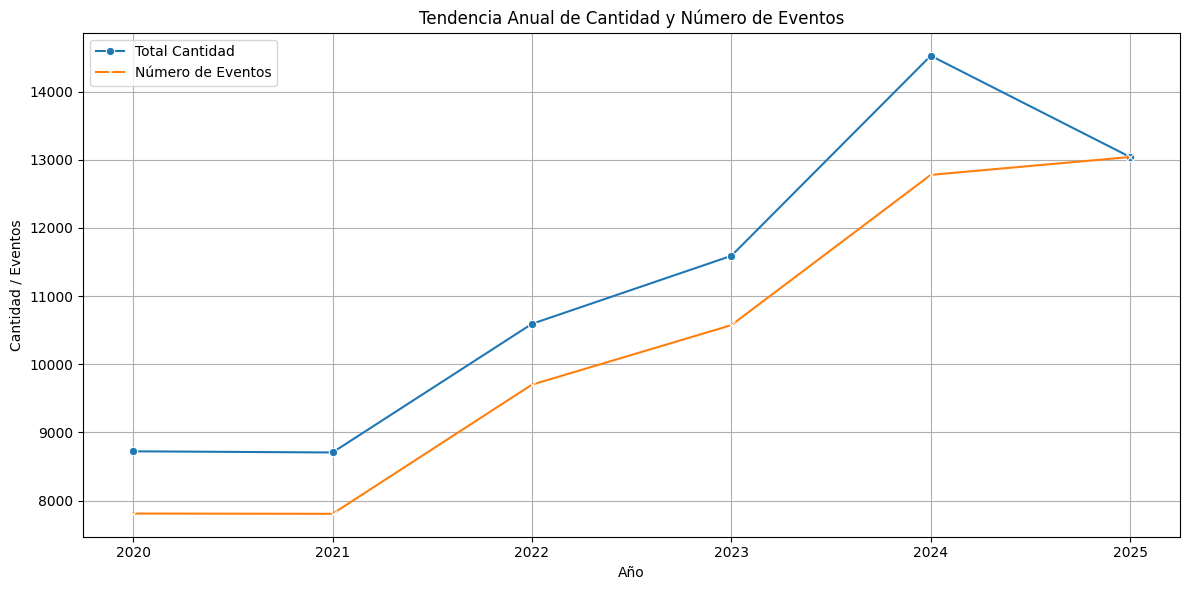 Tendencia Anual de Cantidad y Número de Eventos
Total Cantidad
Número de Eventos
Cantidad / Eventos
14000
13000
12000
11000
10000
9000
8000
2020 2021 2022 2023 2024 2025
Año